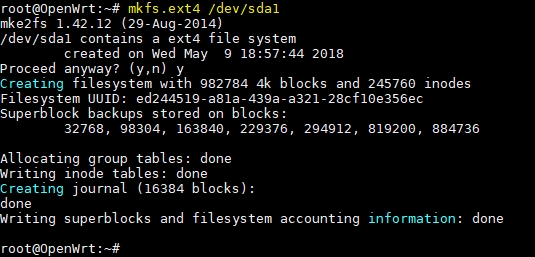 root@OpenWrt:~# mkfs.ext4 /dev/sda1
mke2fs 1.42.12 (29-Aug-2014)
/dev/sda1 contains a ext4 file system
        created on Wed May  9 18:57:44 2018
Proceed anyway? (y,n) y
Creating filesystem with 982784 4k blocks and 245760 inodes
Filesystem UUID: ed244519-a81a-439a-a321-28cf10e356ec
Superblock backups stored on blocks:
        32768, 98304, 163840, 229376, 294912, 819200, 884736

Allocating group tables: done
Writing inode tables: done
Creating journal (16384 blocks):
done
Writing superblocks and filesystem accounting information: done

root@OpenWrt:~#